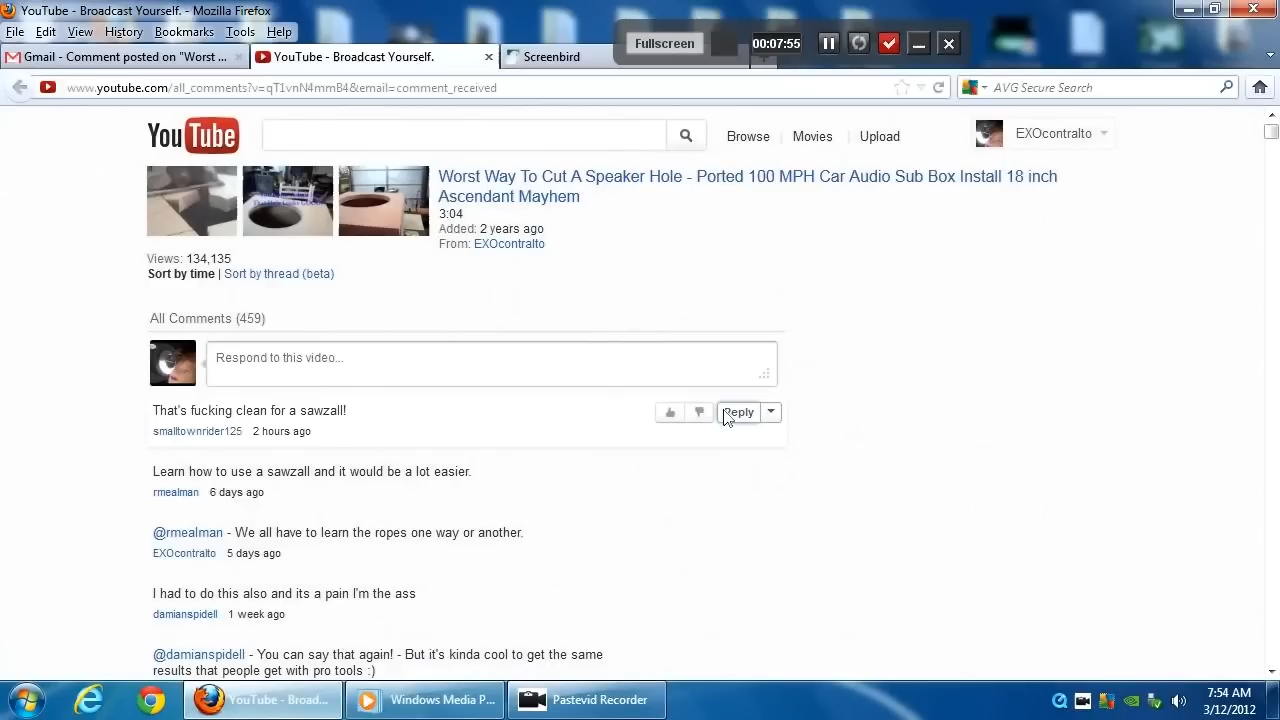 YouTube - Broadcast Yourself. - Mozilla Firefox
File Edit View History Bookmarks Tools Help
Fullscreen 00:07:55
Gmail - Comment posted on "Worst ... YouTube - Broadcast Yourself. Screenbird
www.youtube.com/all_comments?v=1T1vnN4mmB4&email=comment_received AVG Secure Search
YouTube Browse Movies Upload EXOcontralto
Worst Way To Cut A Speaker Hole - Ported 100 MPH Car Audio Sub Box Install 18 inch
Ascendant Mayhem
3:04
Added: 2 years ago
From: EXOcontralto
Views: 134,135
Sort by time | Sort by thread (beta)
All Comments (459)
Respond to this video...
That's fucking clean for a sawzall! Reply
smalltownrider125 2 hours ago
Learn how to use a sawzall and it would be a lot easier.
rmealman 6 days ago
@rmealman - We all have to learn the ropes one way or another.
EXOcontralto 5 days ago
I had to do this also and its a pain I'm the ass
damianspidell 1 week ago
@damianspidell - You can say that again! - But it's kinda cool to get the same
results that people get with pro tools :)
YouTube - Broad... Windows Media P... Pastevid Recorder
7:54 AM
3/12/2012